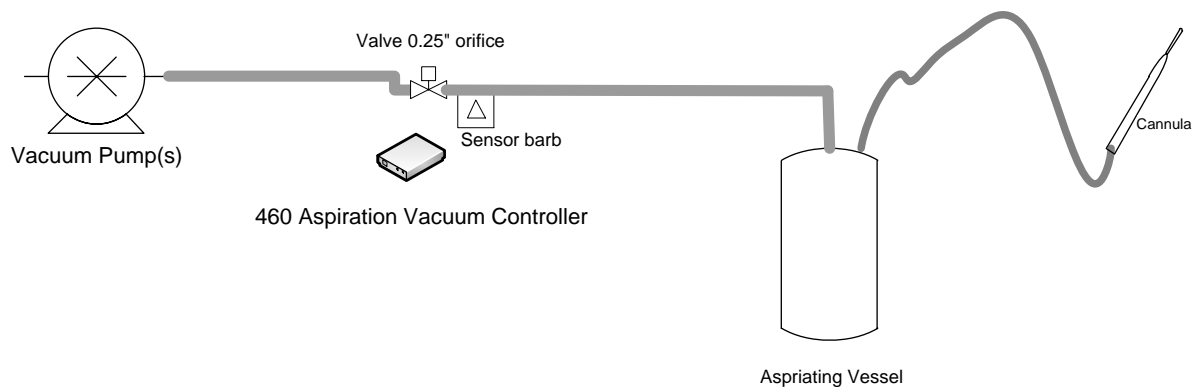 Valve 0.25" orifice
Sensor barb
Vacuum Pump(s)
460 Aspiration Vacuum Controller
Cannula
Aspriating Vessel